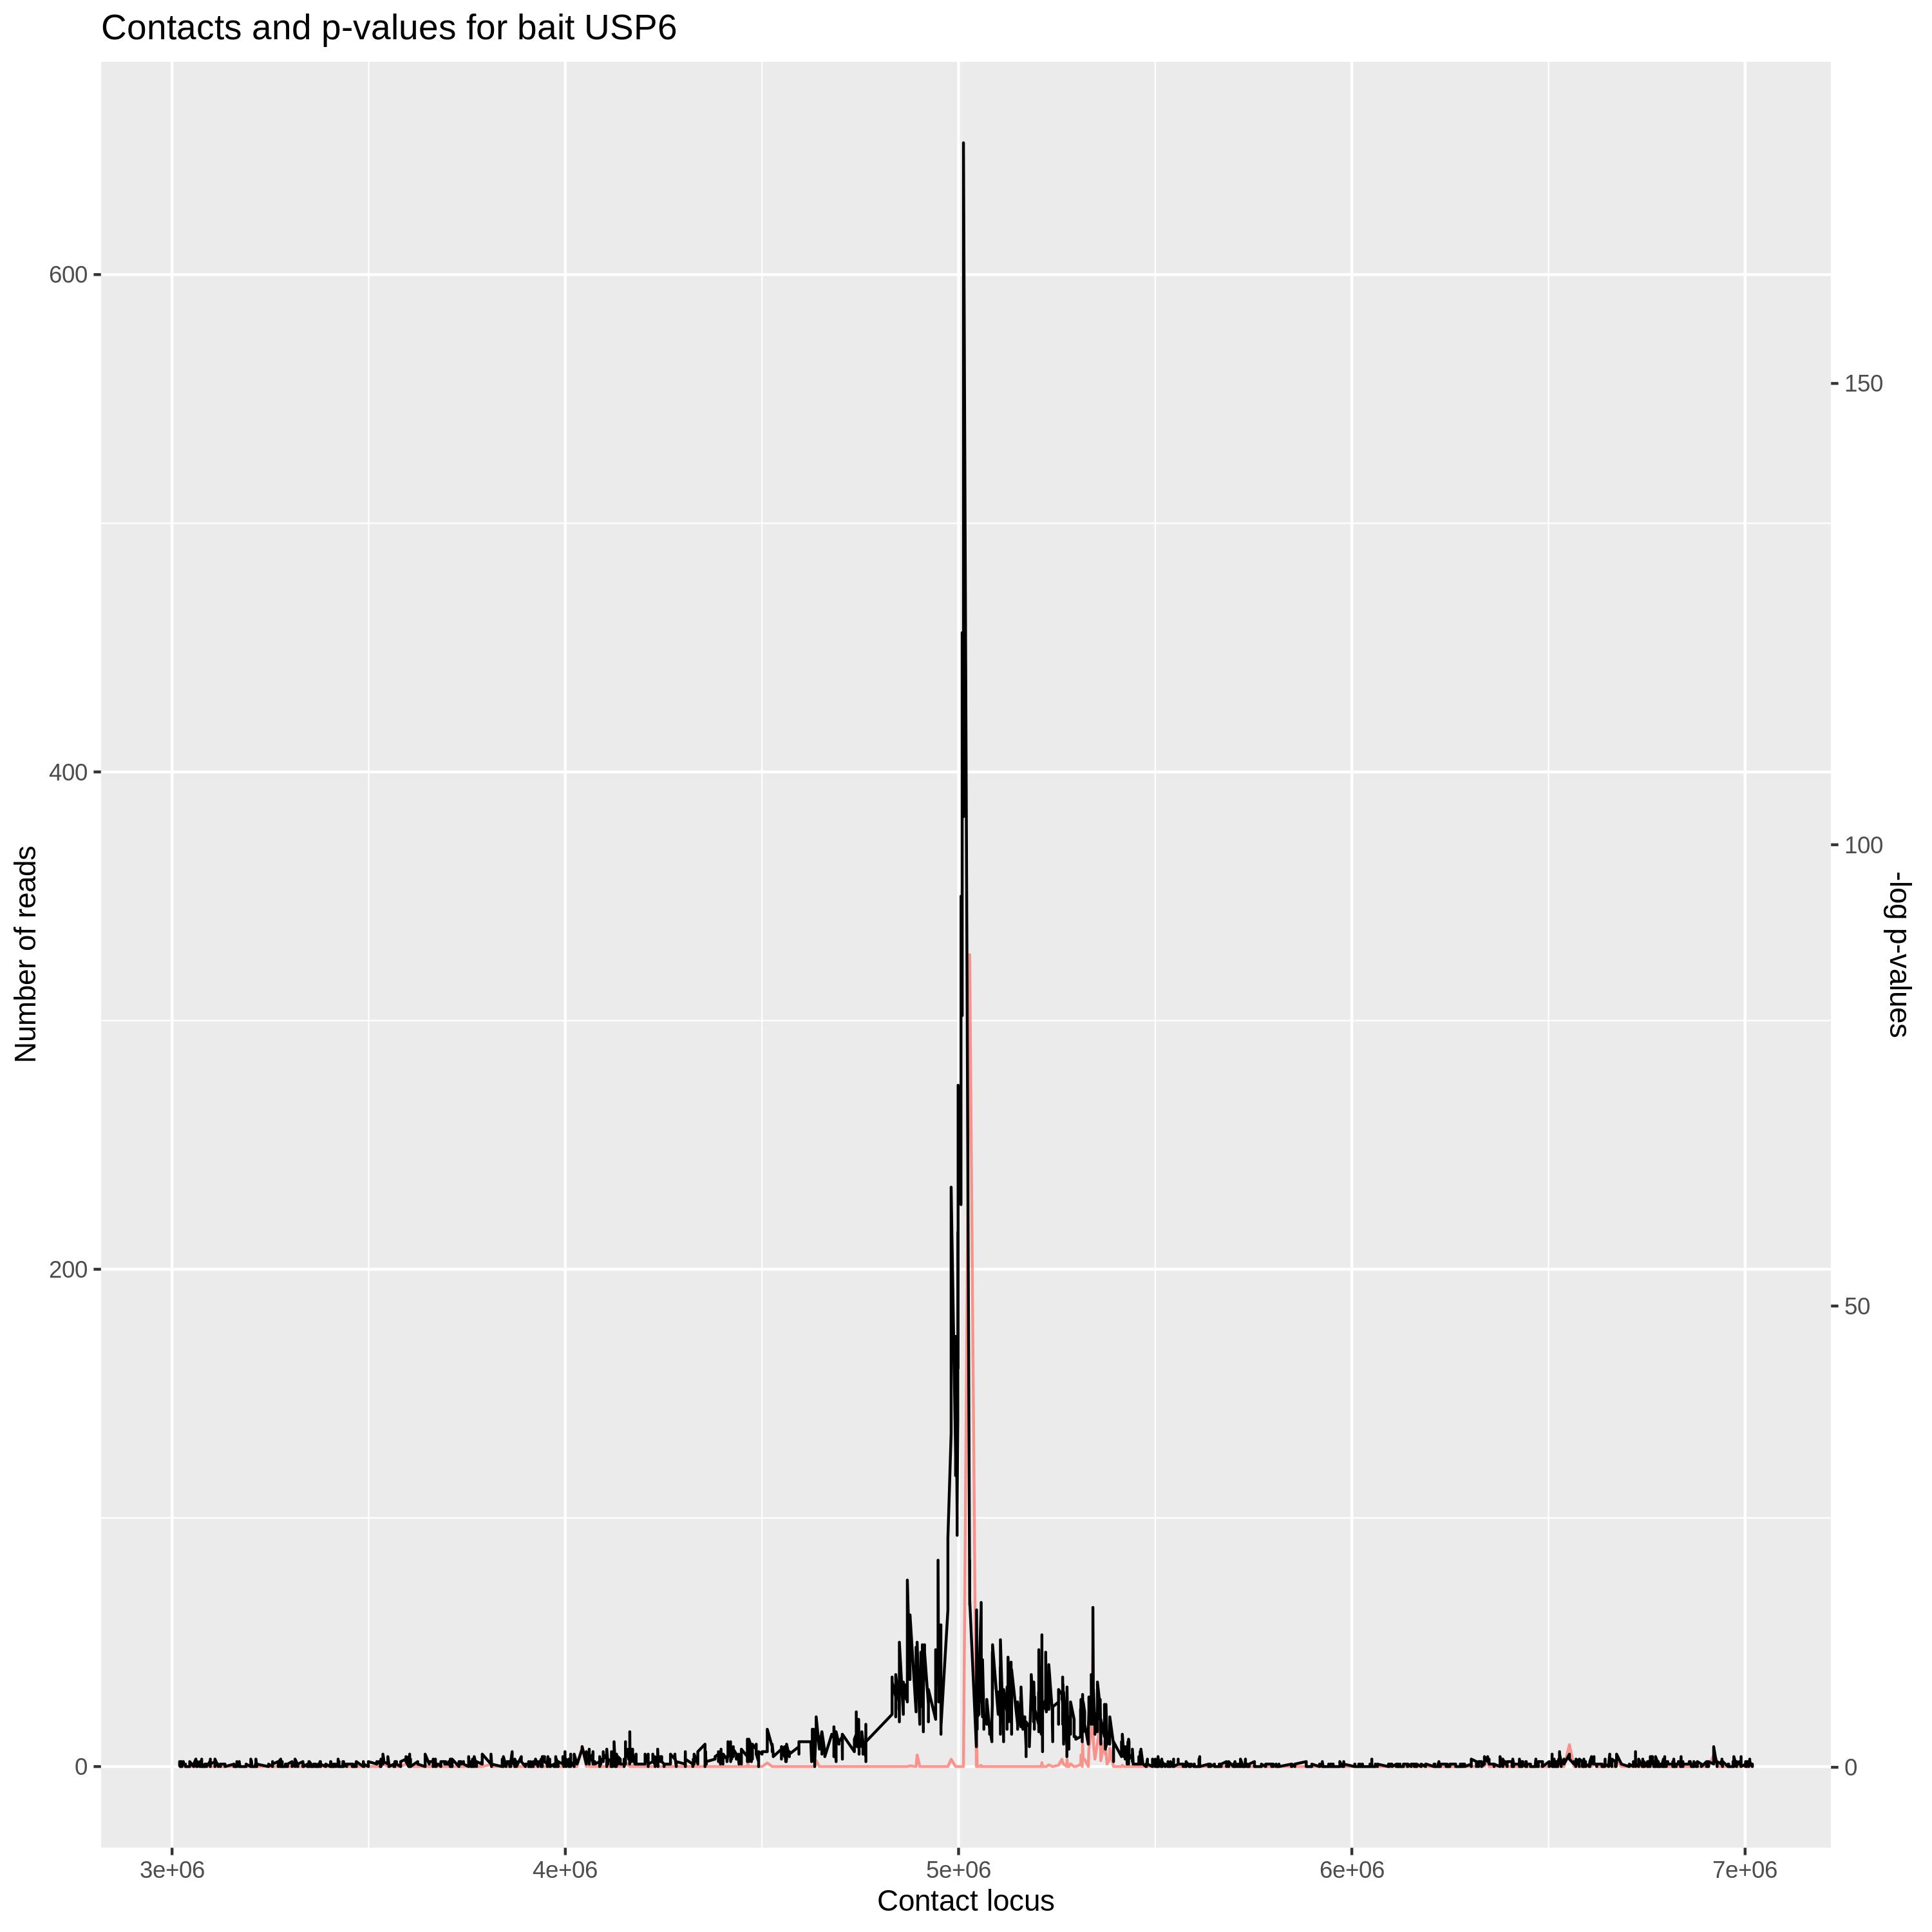 Contacts and p-values for bait USP6
600
400
200
0
150
100
50
0
Number of reads
-log p-values
3e+06 4e+06 5e+06 6e+06 7e+06
Contact locus